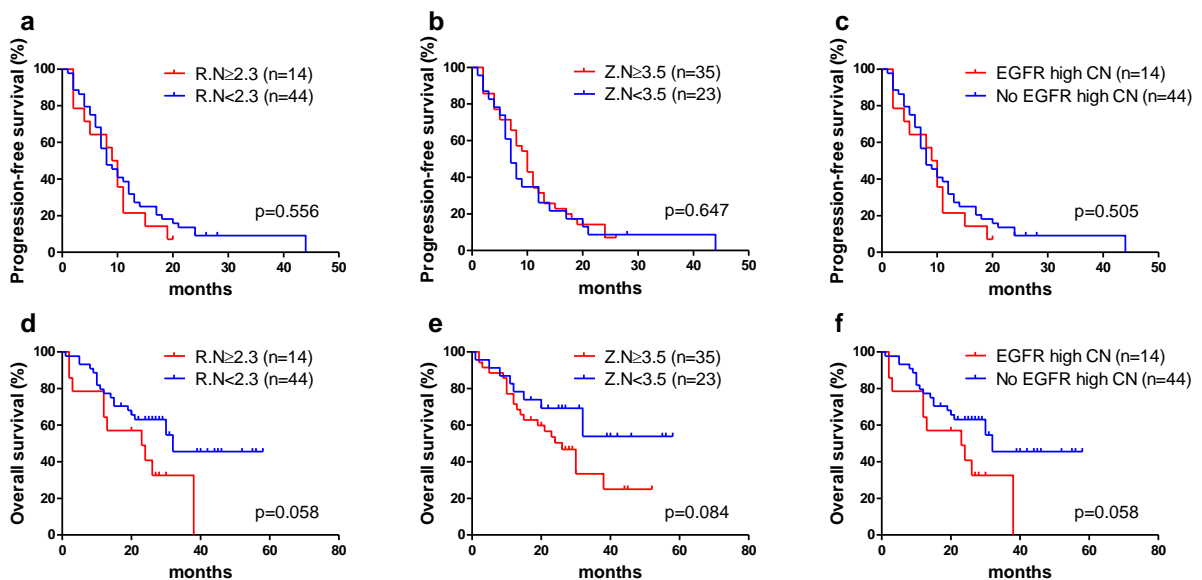 a
Progression-free survival (%)
R.N≥2.3 (n=14)
R.N<2.3 (n=44)
100
80
60
40
20
0
p=0.556
0 10 20 30 40 50
months
b
Progression-free survival (%)
Z.N≥3.5 (n=35)
Z.N<3.5 (n=23)
100
80
60
40
20
0
p=0.647
0 10 20 30 40 50
months
c
Progression-free survival (%)
EGFR high CN (n=14)
No EGFR high CN (n=44)
100
80
60
40
20
0
p=0.505
0 10 20 30 40 50
months
d
Overall survival (%)
R.N≥2.3 (n=14)
R.N<2.3 (n=44)
100
80
60
40
20
0
p=0.058
0 20 40 60 80
months
e
Overall survival (%)
Z.N≥3.5 (n=35)
Z.N<3.5 (n=23)
100
80
60
40
20
0
p=0.084
0 20 40 60 80
months
f
Overall survival (%)
EGFR high CN (n=14)
No EGFR high CN (n=44)
100
80
60
40
20
0
p=0.058
0 20 40 60 80
months